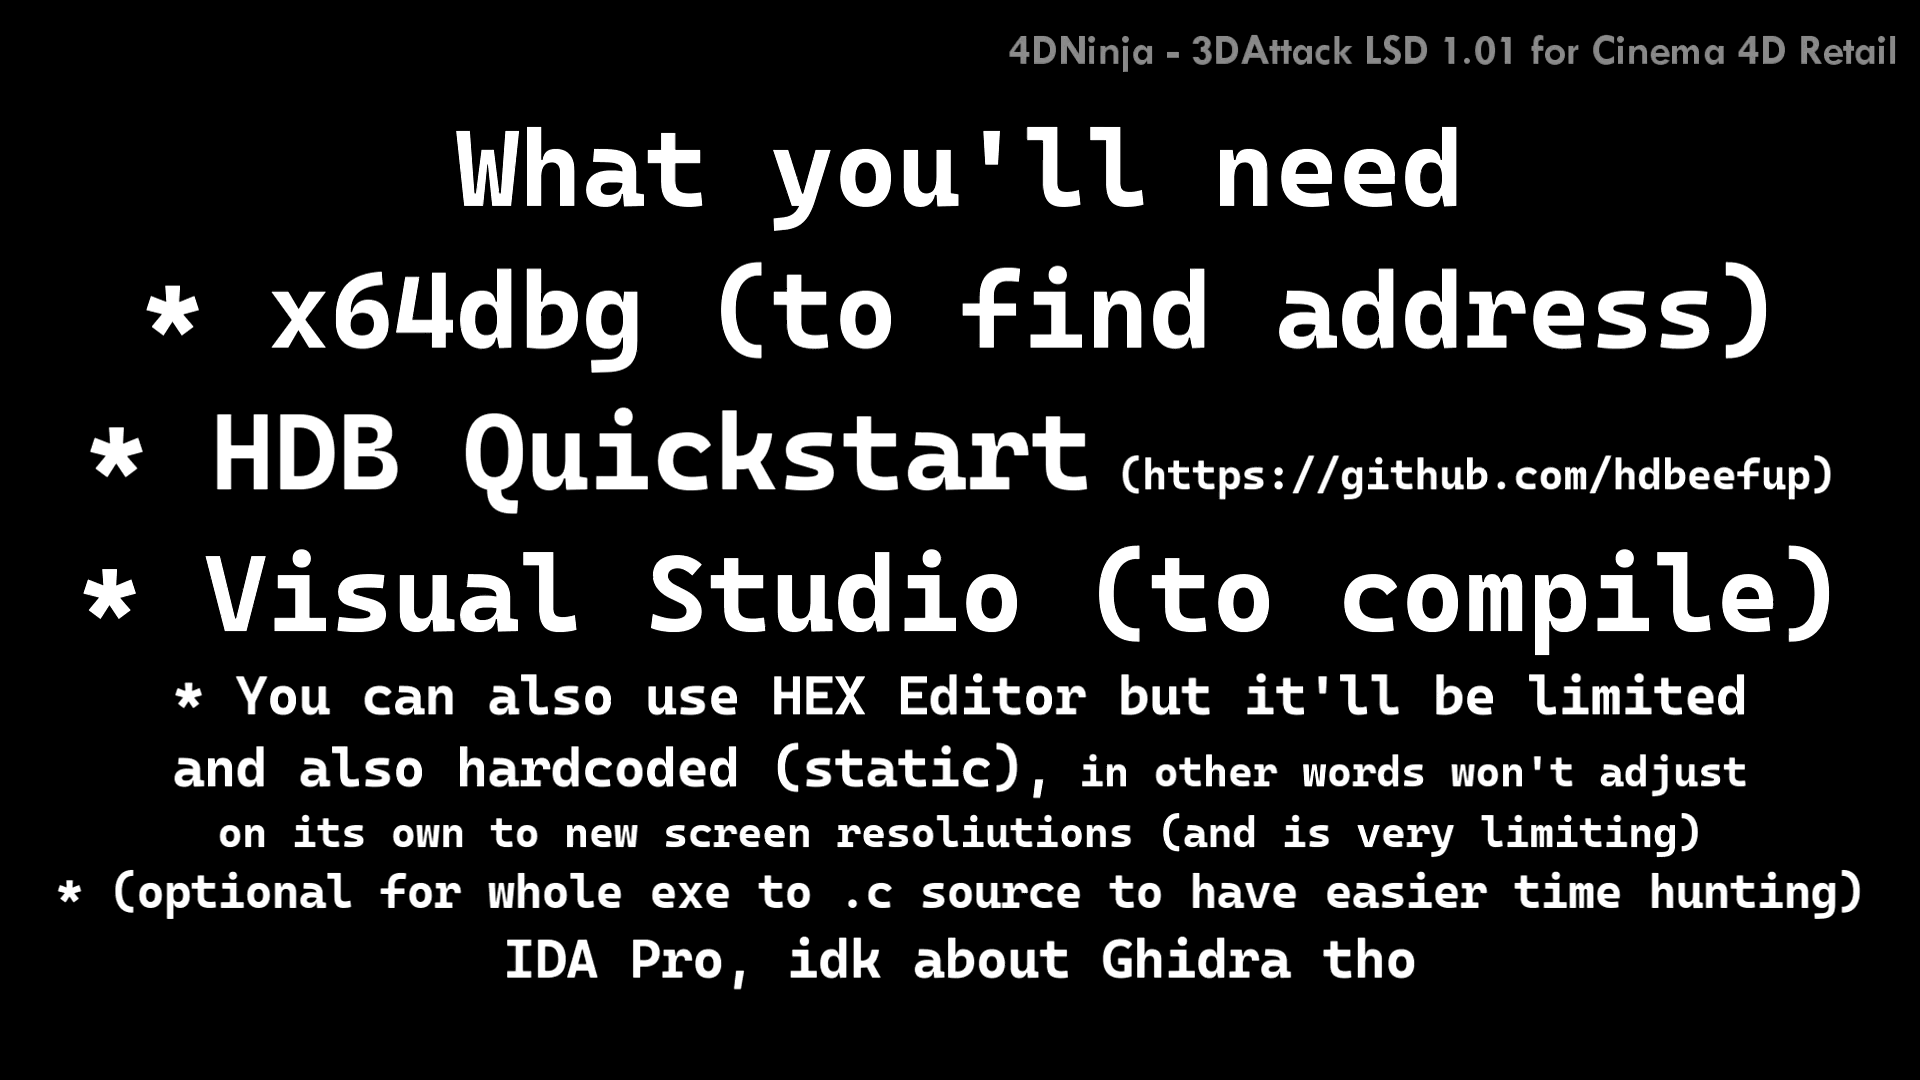 4DNinja - 3DAttack LSD 1.01 for Cinema 4D Retail
What you'll need
* x64dbg (to find address)
* HDB Quickstart (https://github.com/hdbeefup)
* Visual Studio (to compile)
* You can also use HEX Editor but it'll be limited
and also hardcoded (static), in other words won't adjust
on its own to new screen resoliutions (and is very limiting)
* (optional for whole exe to .c source to have easier time hunting)
IDA Pro, idk about Ghidra tho